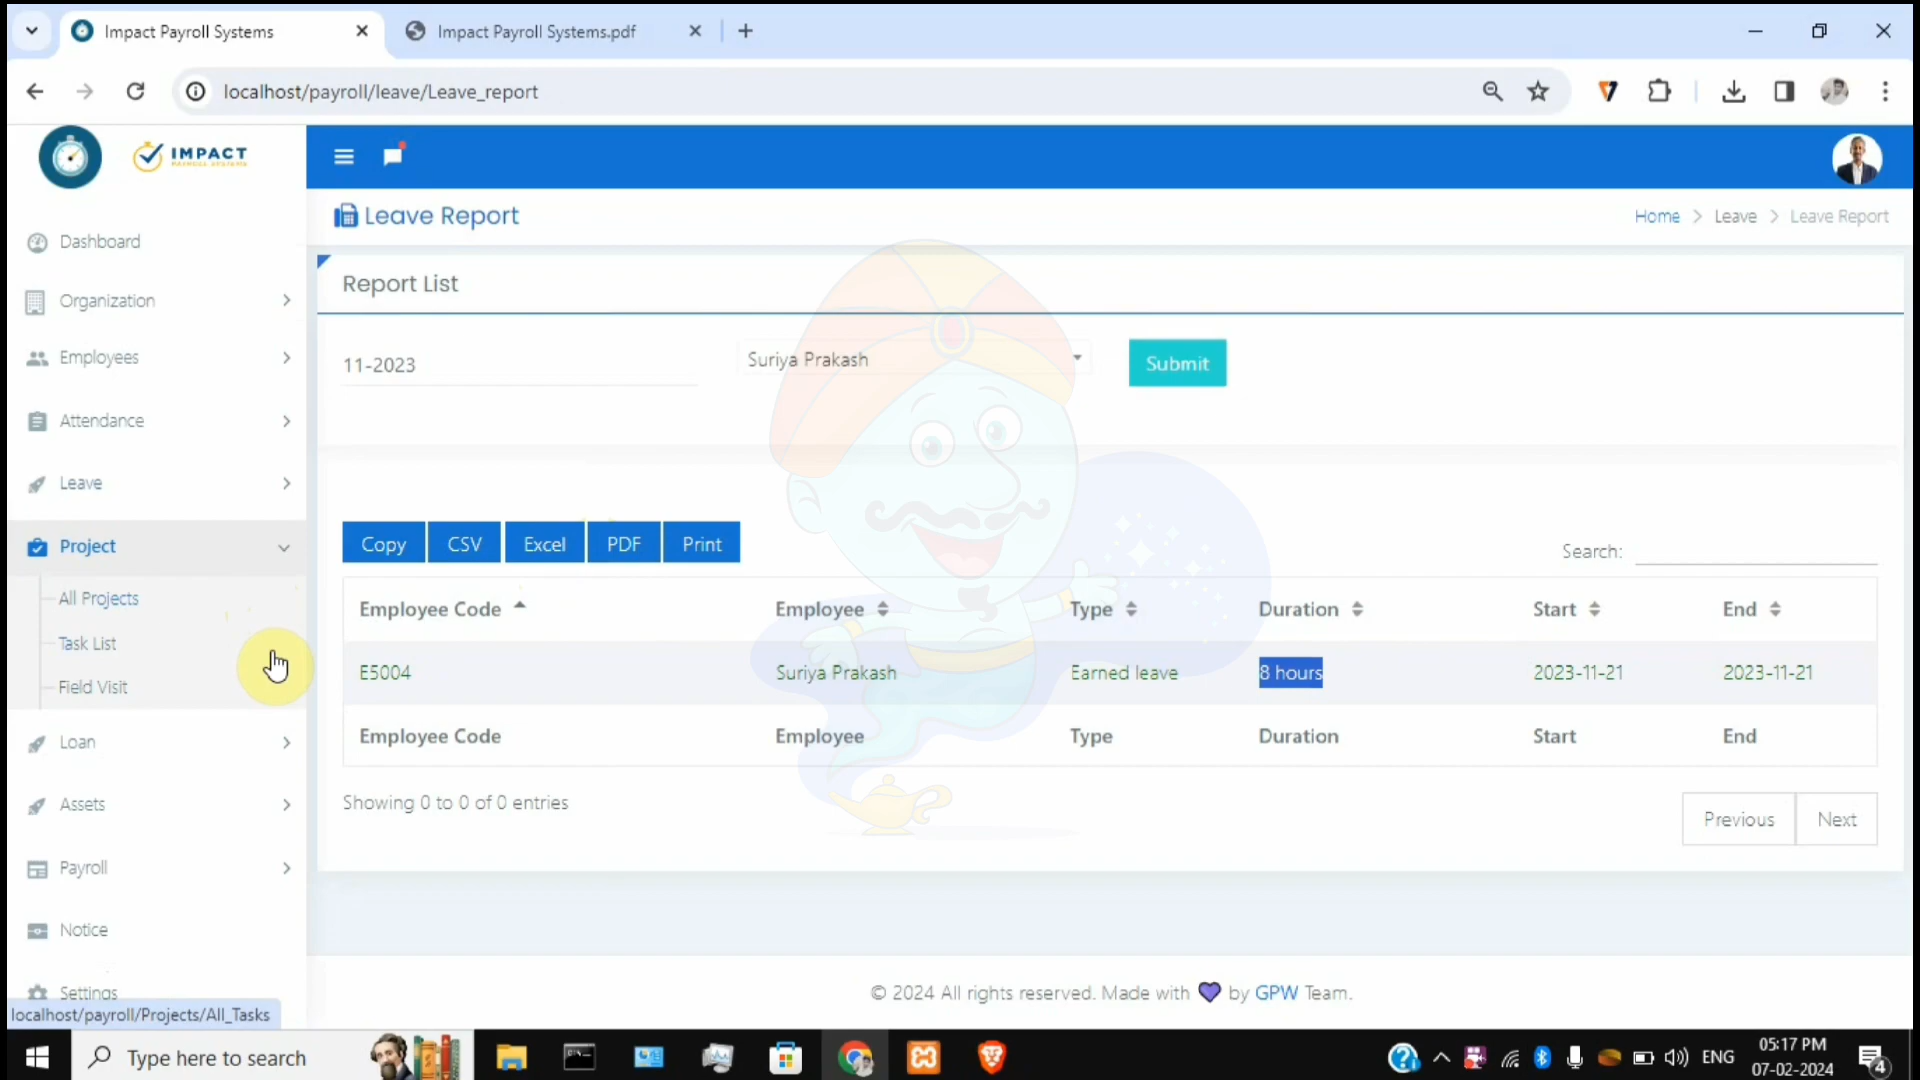 Impact Payroll Systems
Impact Payroll Systems.pdf
localhost/payroll/leave/Leave_report
IMPACT
PAYROLL SYSTEMS
Leave Report
Home > Leave > Leave Report
Dashboard
Organization
Employees
Attendance
Leave
Project
All Projects
Task List
Field Visit
Loan
Assets
Payroll
Notice
Settings
Report List
11-2023
Suriya Prakash
Submit
Copy
CSV
Excel
PDF
Print
Search:
Employee Code Employee Type Duration Start End
E5004 Suriya Prakash Earned leave 8 hours 2023-11-21 2023-11-21
Employee Code Employee Type Duration Start End
Showing 0 to 0 of 0 entries
Previous
Next
© 2024 All rights reserved. Made with 💜 by GPW Team.
localhost/payroll/Projects/All_Tasks
Type here to search
ENG
05:17 PM
07-02-2024
4